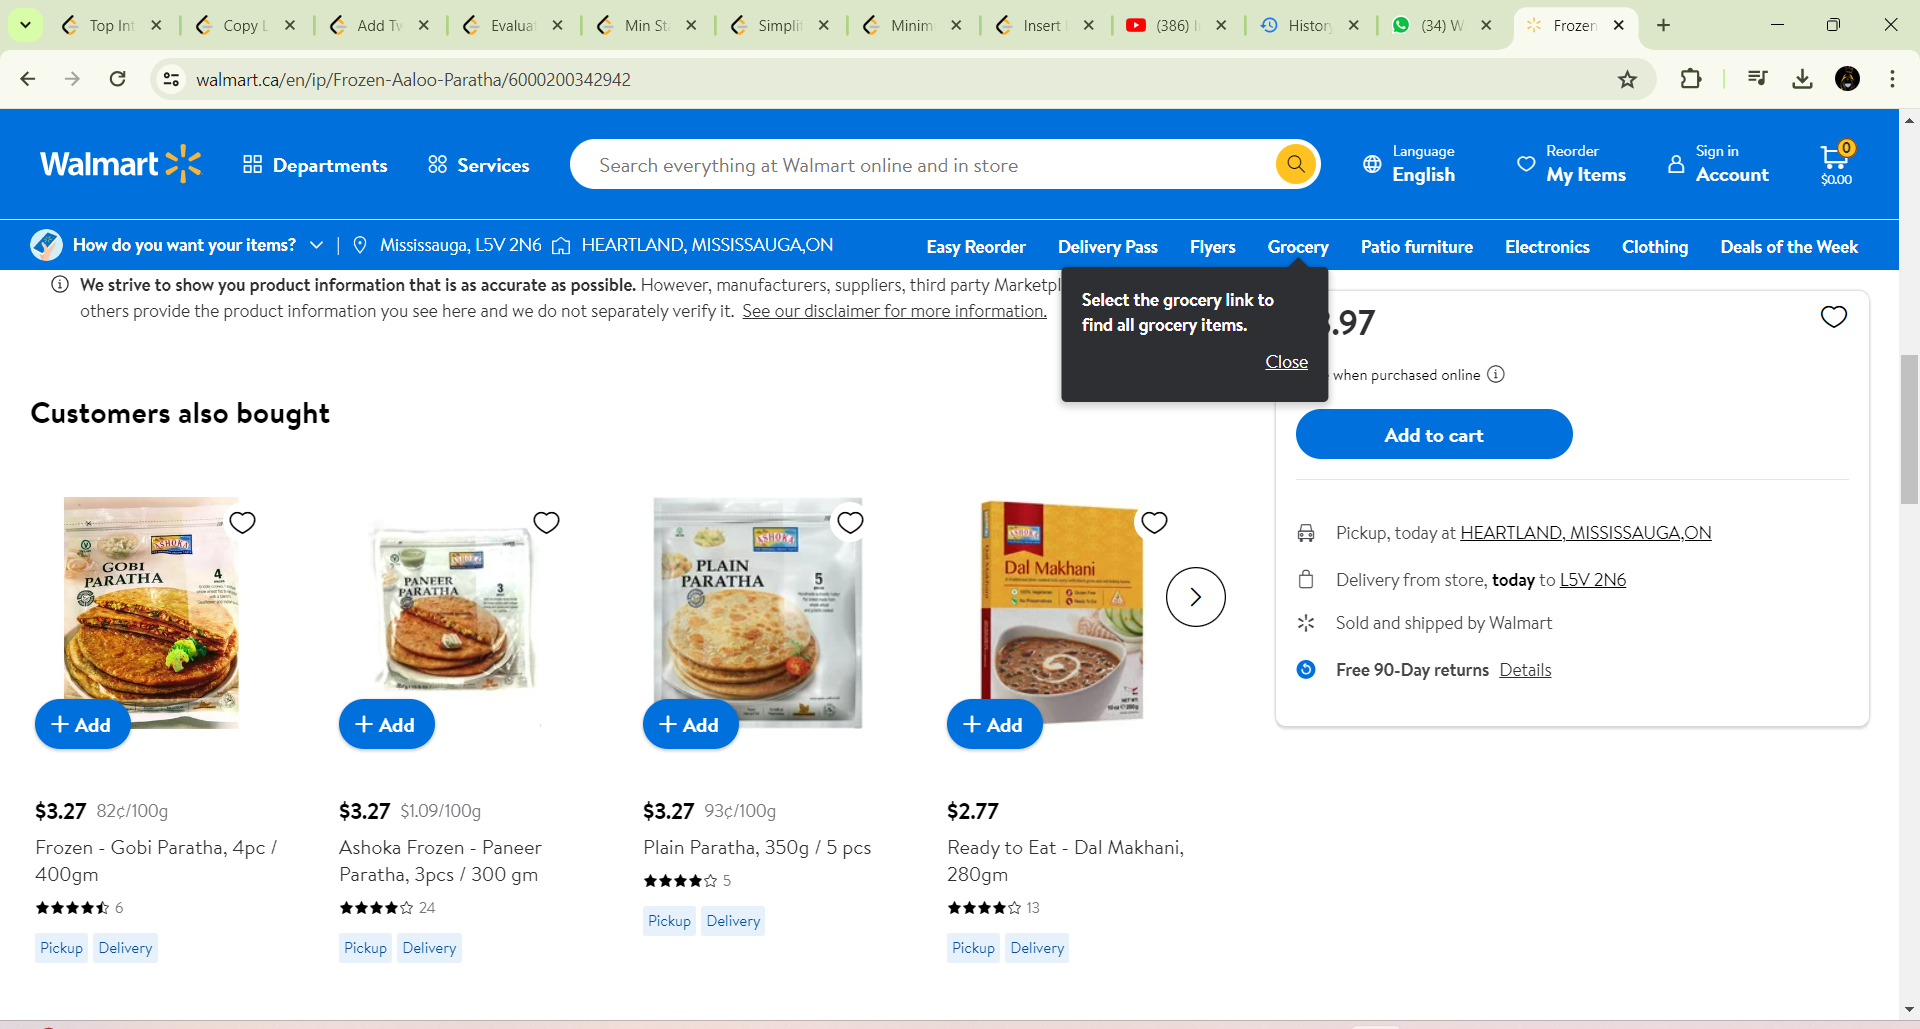 Top Int
Copy L
Add Tw
Evaluat
Min Sta
Simplif
Minim
Insert
(386) I
History
(34) W
Frozen
walmart.ca/en/ip/Frozen-Aaloo-Paratha/6000200342942
Walmart
Departments
Services
Search everything at Walmart online and in store
Language
English
Reorder
My Items
Sign in
Account
0
$0.00
How do you want your items?
Mississauga, L5V 2N6
HEARTLAND, MISSISSAUGA,ON
Easy Reorder
Delivery Pass
Flyers
Grocery
Patio furniture
Electronics
Clothing
Deals of the Week
We strive to show you product information that is as accurate as possible. However, manufacturers, suppliers, third party Marketpl
others provide the product information you see here and we do not separately verify it. See our disclaimer for more information.
Select the grocery link to
find all grocery items.
Close
.97
when purchased online
Add to cart
Pickup, today at HEARTLAND, MISSISSAUGA,ON
Delivery from store, today to L5V 2N6
Sold and shipped by Walmart
Free 90-Day returns Details
Customers also bought
ASHOKA
GOBI
PARATHA
4
+ Add
$3.27 82¢/100g
Frozen - Gobi Paratha, 4pc /
400gm
6
Pickup Delivery
PANEER
PARATHA
3
+ Add
$3.27 $1.09/100g
Ashoka Frozen - Paneer
Paratha, 3pcs / 300 gm
24
Pickup Delivery
ASHOKA
PLAIN
PARATHA
5
+ Add
$3.27 93¢/100g
Plain Paratha, 350g / 5 pcs
5
Pickup Delivery
ASHOKA
Dal Makhani
+ Add
$2.77
Ready to Eat - Dal Makhani,
280gm
13
Pickup Delivery